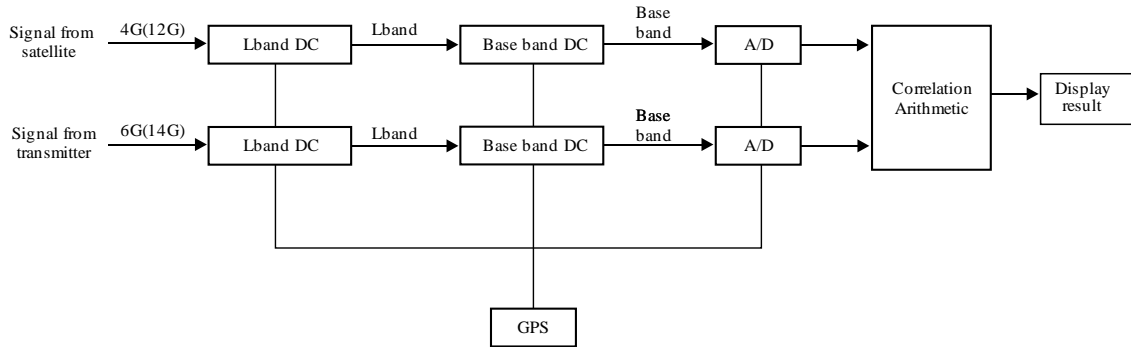 Signal from
satellite
4G(12G)
Lband DC
Lband
Base band DC
Base
band
A/D
Signal from
transmitter
6G(14G)
Lband DC
Lband
Base band DC
Base
band
A/D
Correlation
Arithmetic
Display
result
GPS